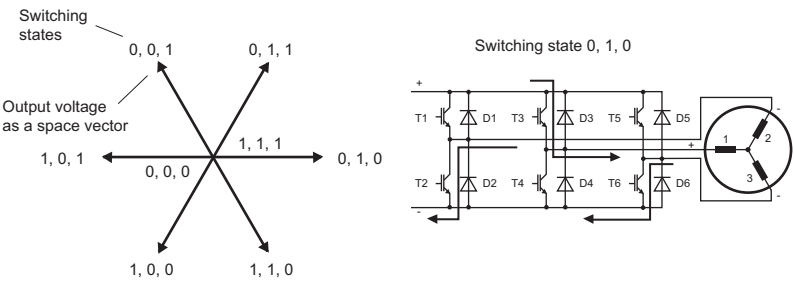 Switching
states
0, 0, 1
0, 1, 1
Output voltage
as a space vector
1, 1, 1
1, 0, 1
0, 0, 0
0, 1, 0
1, 0, 0
1, 1, 0
Switching state 0, 1, 0
+
T1
D1
T3
D3
T5
D5
-
+
1
2
T2
D2
T4
D4
T6
D6
3
-
-